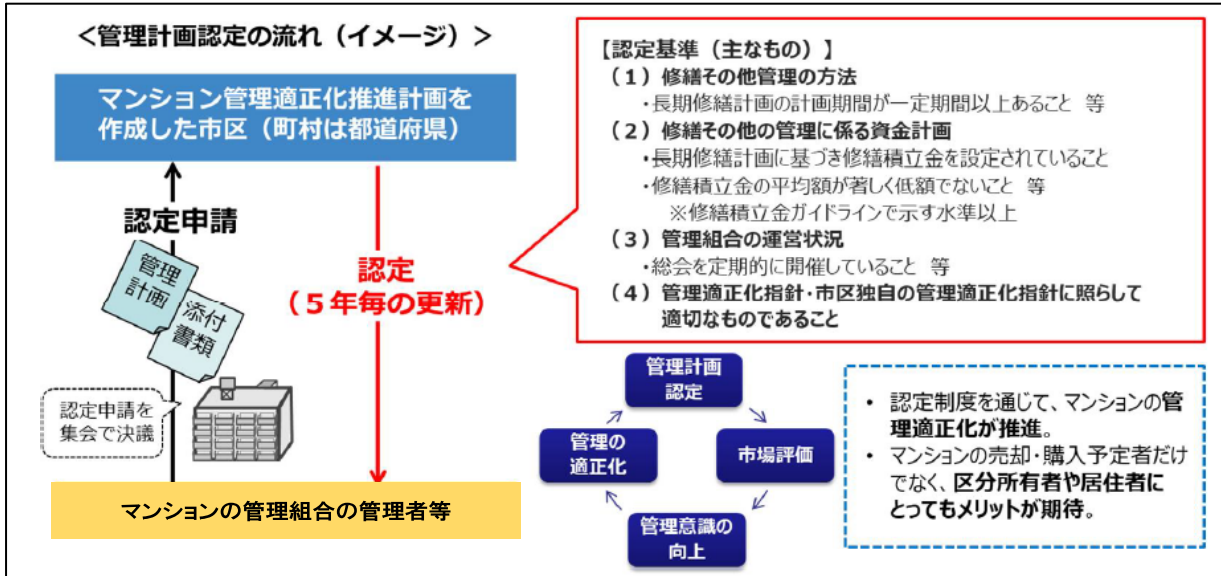 ＜管理計画認定の流れ（イメージ）＞
マンション管理適正化推進計画を
作成した市区（町村は都道府県）
認定申請
管理
計画
添付
書類
認定申請を
集会で決議
認定
（５年毎の更新）
マンションの管理組合の管理者等
【認定基準（主なもの）】
（１）修繕その他管理の方法
・長期修繕計画の計画期間が一定期間以上あること 等
（２）修繕その他の管理に係る資金計画
・長期修繕計画に基づき修繕積立金を設定されていること
・修繕積立金の平均額が著しく低額でないこと 等
※修繕積立金ガイドラインで示す水準以上
（３）管理組合の運営状況
・総会を定期的に開催していること 等
（４）管理適正化指針・市区独自の管理適正化指針に照らして
適切なものであること
管理計画
認定
市場評価
管理意識の
向上
管理の
適正化
• 認定制度を通じて、マンションの管
理適正化が推進。
• マンションの売却・購入予定者だけ
でなく、区分所有者や居住者に
とってもメリットが期待。